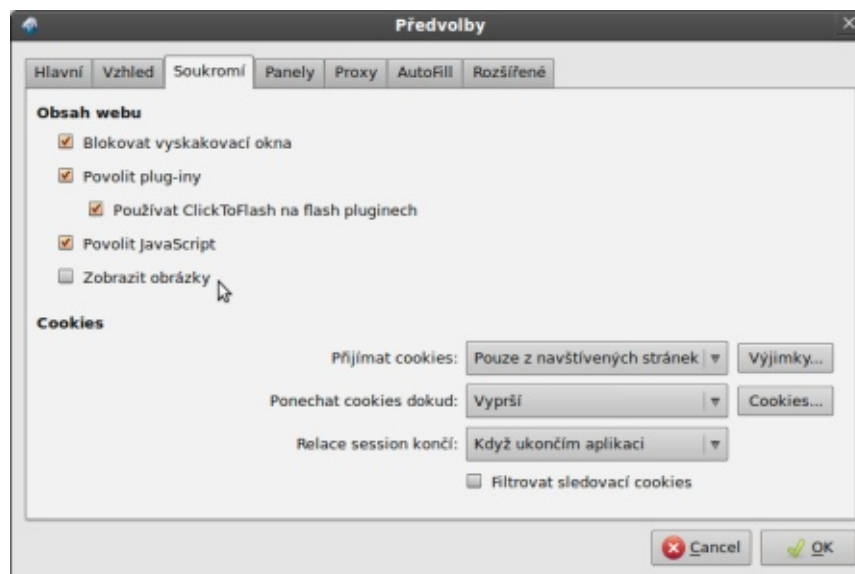 Předvolby
Hlavní Vzhled Soukromí Panely Proxy AutoFill Rozšířené
Obsah webu
Blokovat vyskakovací okna
Povolit plug-iny
Používat ClickToFlash na flash pluginech
Povolit JavaScript
Zobrazit obrázky
Cookies
Přijímat cookies: Pouze z navštívených stránek Výjimky...
Ponechat cookies dokud: Vyprší Cookies...
Relace session končí: Když ukončím aplikaci
Filtrovat sledovací cookies
Cancel OK